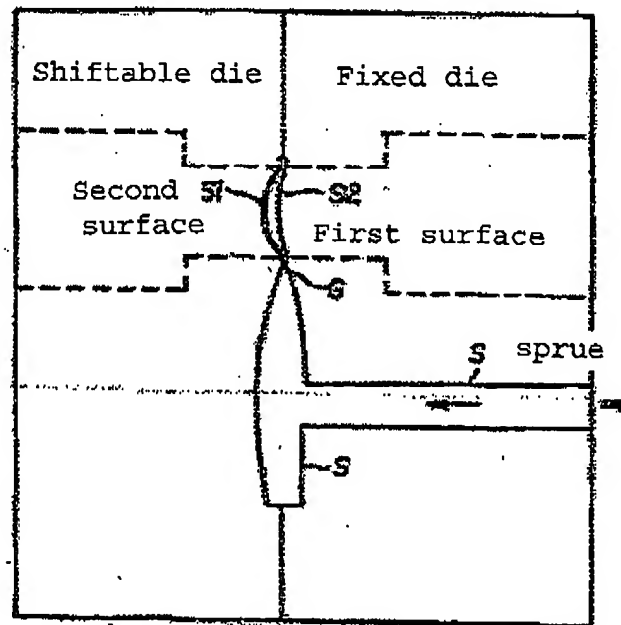 Shiftable die
Fixed die
Second
surface
S1
S2
First surface
G
S
sprue
S